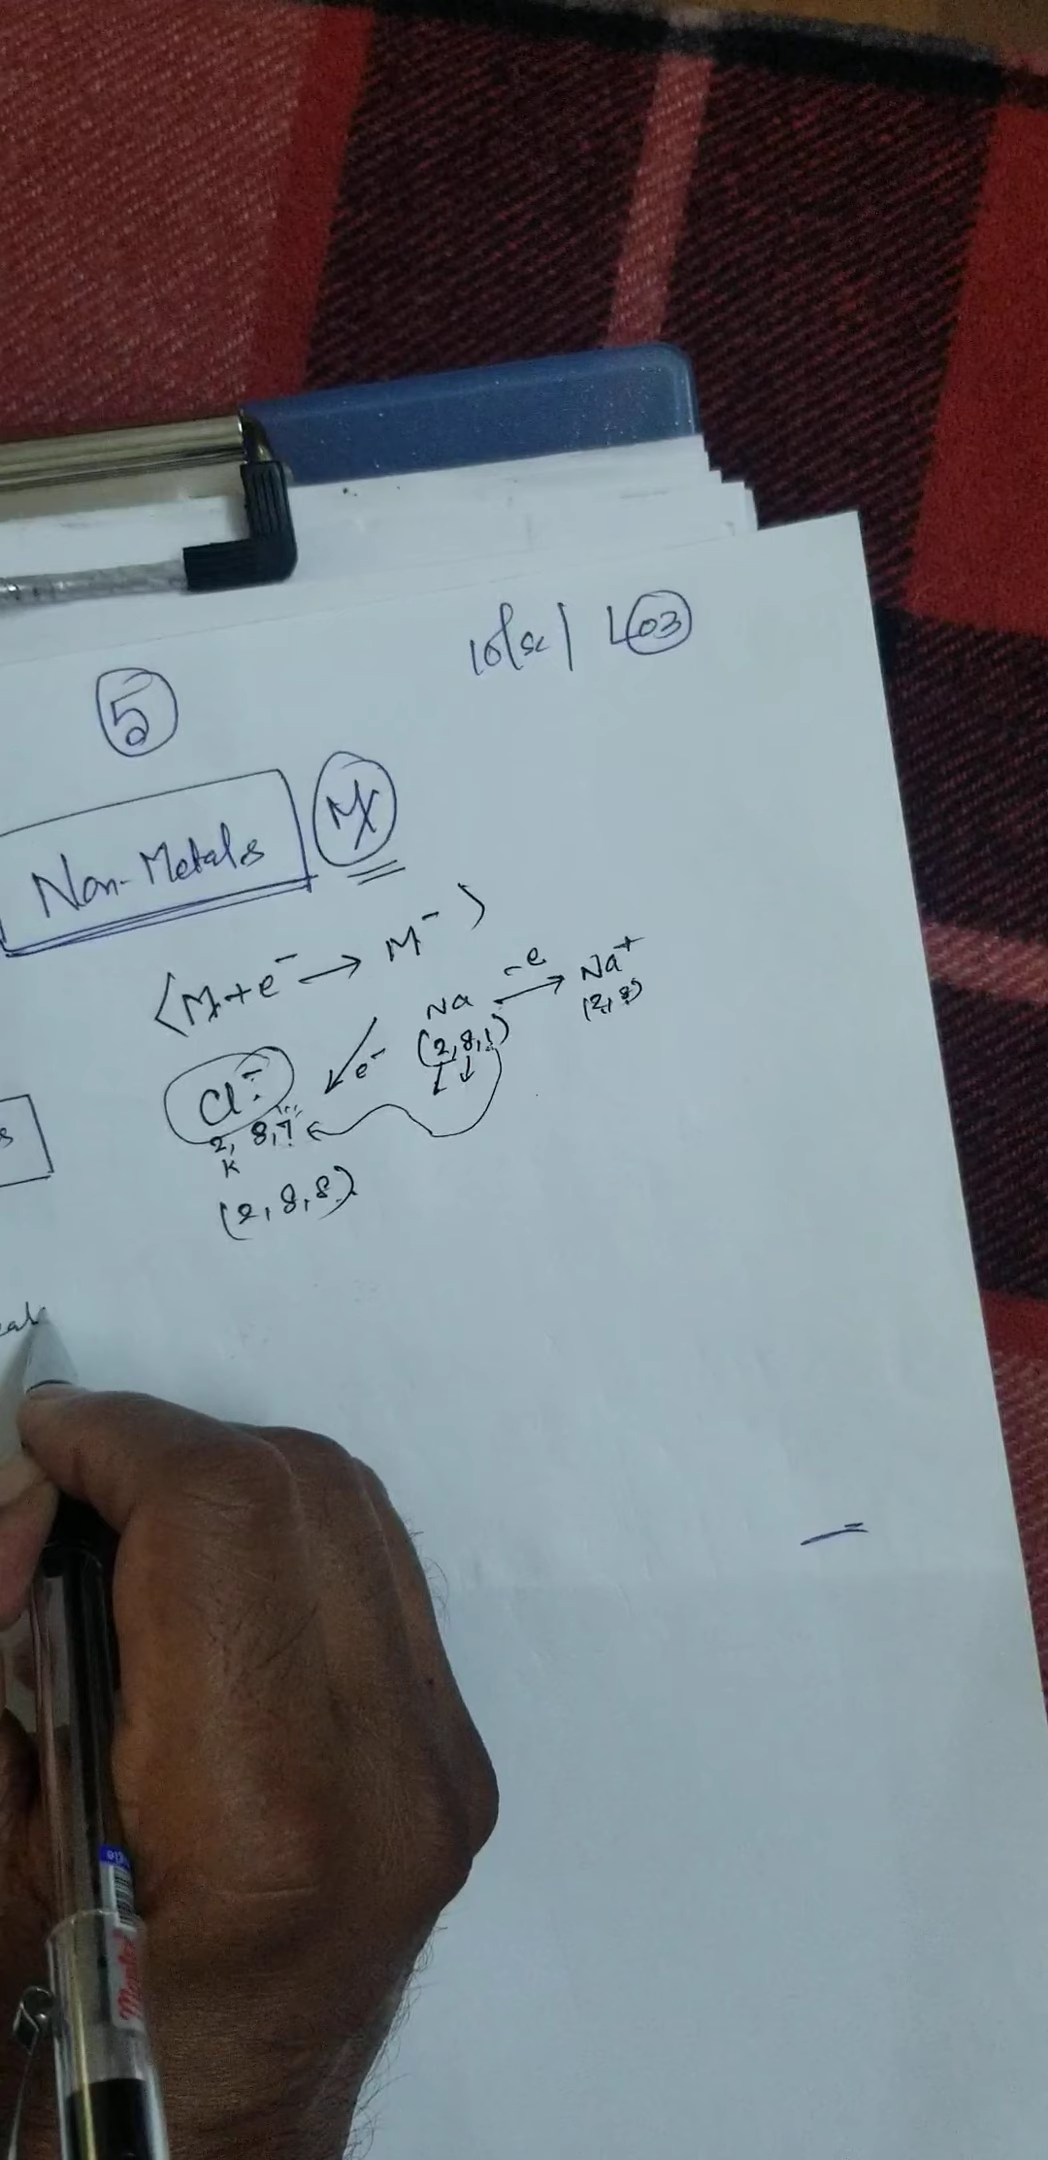 10/Sc/ L03
5
Non-Metals M
(M+e⁻ → M⁻)
Na -e → Na⁺
(2,8,1) (2,8)
e⁻
Cl⁻
2, 8,7
K
(2,8,8)
s